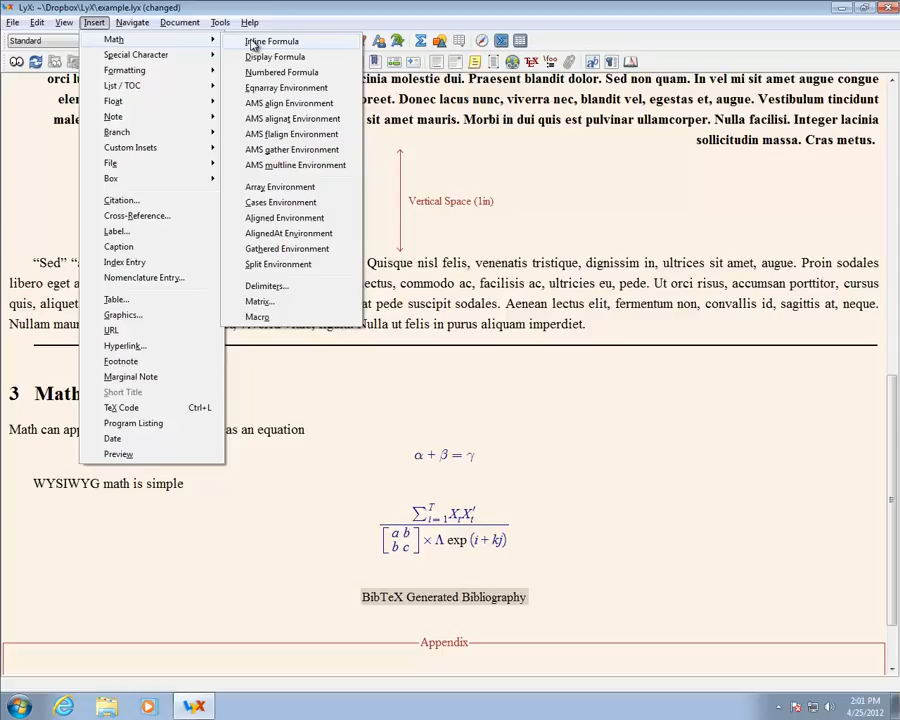 LyX: ~\Dropbox\LyX\example.lyx (changed)
File Edit View Insert Navigate Document Tools Help
Standard
Math
Special Character
Formatting
List / TOC
Float
Note
Branch
Custom Insets
File
Box
Citation...
Cross-Reference...
Label...
Caption
Index Entry
Nomenclature Entry...
Table...
Graphics...
URL
Hyperlink...
Footnote
Marginal Note
Short Title
TeX Code Ctrl+L
Program Listing
Date
Preview
Inline Formula
Display Formula
Numbered Formula
Eqnarray Environment
AMS align Environment
AMS alignat Environment
AMS flalign Environment
AMS gather Environment
AMS multline Environment
Array Environment
Cases Environment
Aligned Environment
AlignedAt Environment
Gathered Environment
Split Environment
Delimiters...
Matrix...
Macro
orci l cinia molestie dui. Praesent blandit dolor. Sed non quam. In vel mi sit amet augue congue
elen reet. Donec lacus nunc, viverra nec, blandit vel, egestas et, augue. Vestibulum tincidunt
male sit amet mauris. Morbi in dui quis est pulvinar ullamcorper. Nulla facilisi. Integer lacinia
sollicitudin massa. Cras metus.
Vertical Space (1in)
“Sed” “a Quisque nisl felis, venenatis tristique, dignissim in, ultrices sit amet, augue. Proin sodales
libero eget a ectus, commodo ac, facilisis ac, ultricies eu, pede. Ut orci risus, accumsan porttitor, cursus
quis, aliquet et pede suscipit sodales. Aenean lectus elit, fermentum non, convallis id, sagittis at, neque.
Nullam mau Nulla ut felis in purus aliquam imperdiet.
3 Math
Math can ap as an equation
α + β = γ
WYSIWYG math is simple
∑ᵀᵢ₌₁ XₜXₜ′
[a b
b c] × Λ exp (i + kj)
BibTeX Generated Bibliography
Appendix
2:01 PM
4/25/2012